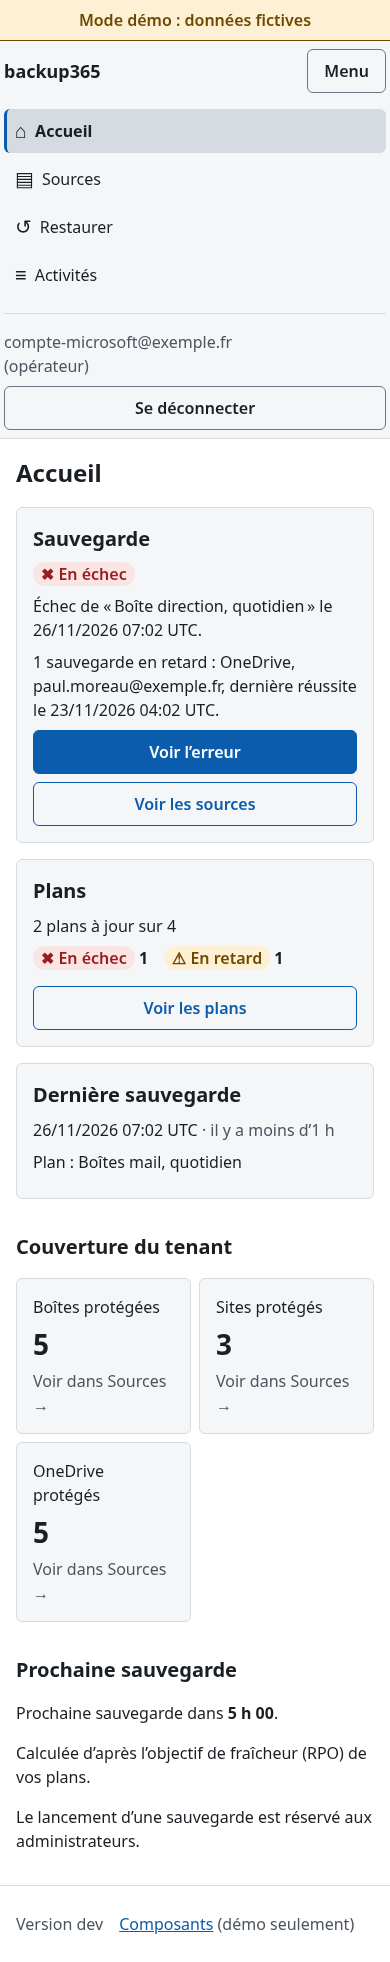 Mode démo : données fictives
backup365
Menu
Accueil
Sources
Restaurer
Activités
compte-microsoft@exemple.fr
(opérateur)
Se déconnecter
Accueil
Sauvegarde
✖ En échec
Échec de « Boîte direction, quotidien » le
26/11/2026 07:02 UTC.
1 sauvegarde en retard : OneDrive,
paul.moreau@exemple.fr, dernière réussite
le 23/11/2026 04:02 UTC.
Voir l’erreur
Voir les sources
Plans
2 plans à jour sur 4
✖ En échec 1 ⚠ En retard 1
Voir les plans
Dernière sauvegarde
26/11/2026 07:02 UTC · il y a moins d’1 h
Plan : Boîtes mail, quotidien
Couverture du tenant
Boîtes protégées
5
Voir dans Sources
→
Sites protégés
3
Voir dans Sources
→
OneDrive
protégés
5
Voir dans Sources
→
Prochaine sauvegarde
Prochaine sauvegarde dans 5 h 00.
Calculée d’après l’objectif de fraîcheur (RPO) de
vos plans.
Le lancement d’une sauvegarde est réservé aux
administrateurs.
Version dev Composants (démo seulement)